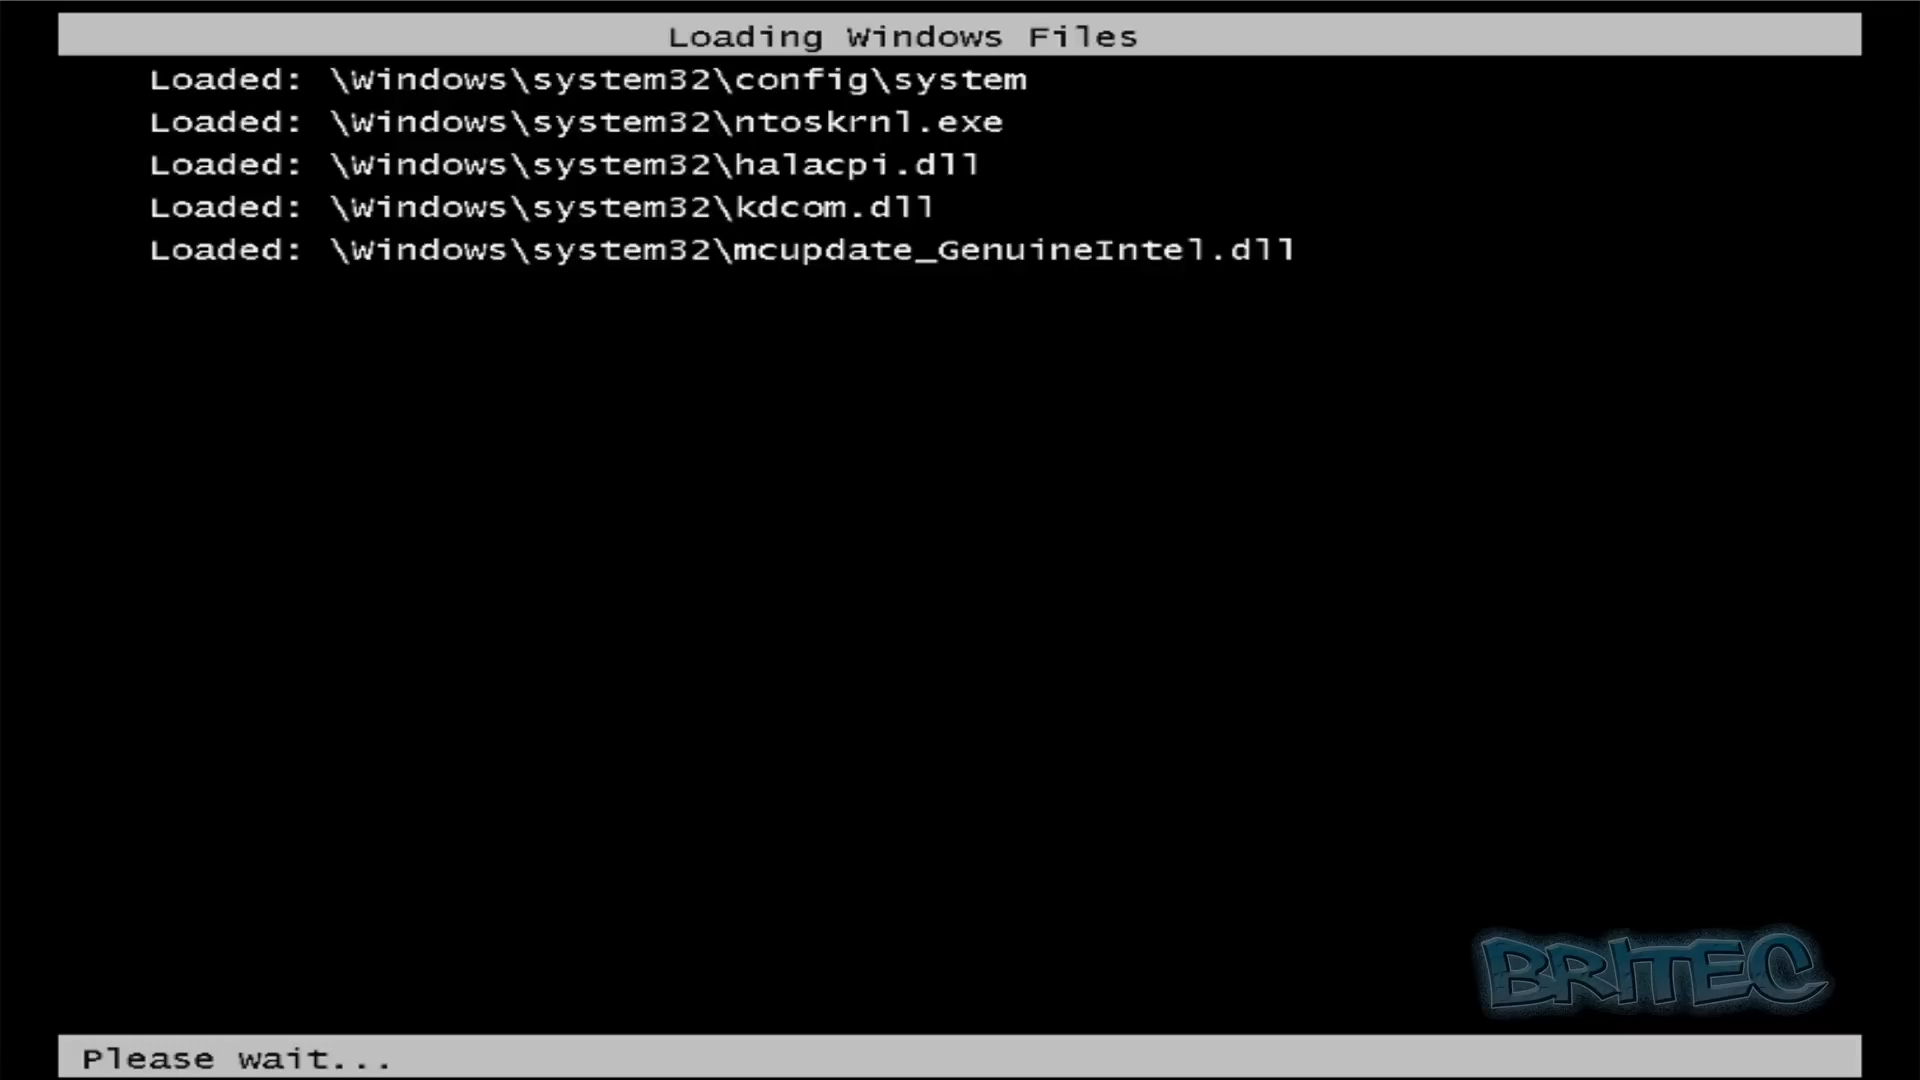 Loading Windows Files
Loaded: \Windows\system32\config\system
Loaded: \Windows\system32\ntoskrnl.exe
Loaded: \Windows\system32\halacpi.dll
Loaded: \Windows\system32\kdcom.dll
Loaded: \Windows\system32\mcupdate_GenuineIntel.dll
BRITEC
Please wait...